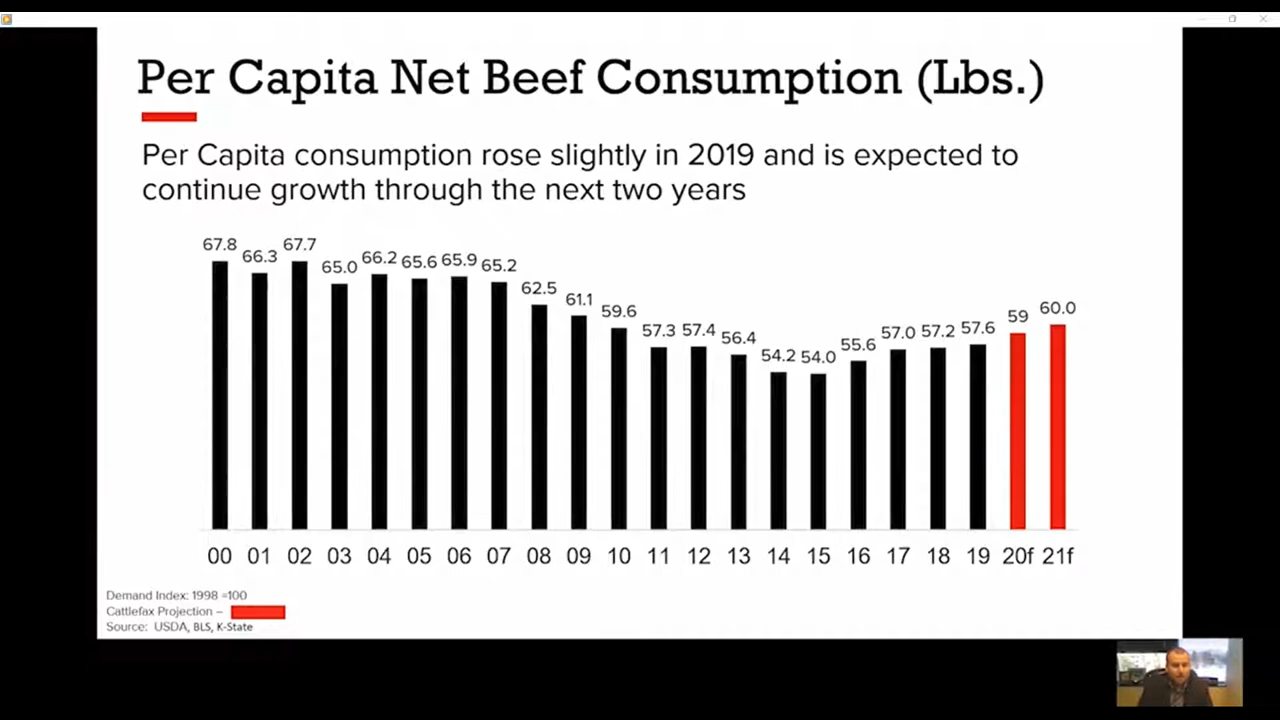 Per Capita Net Beef Consumption (Lbs.)
Per Capita consumption rose slightly in 2019 and is expected to
continue growth through the next two years
67.8 66.3 67.7 65.0 66.2 65.6 65.9 65.2 62.5 61.1 59.6 57.3 57.4 56.4 54.2 54.0 55.6 57.0 57.2 57.6 59 60.0
00 01 02 03 04 05 06 07 08 09 10 11 12 13 14 15 16 17 18 19 20f 21f
Demand Index: 1998 =100
Cattlefax Projection –
Source: USDA, BLS, K-State